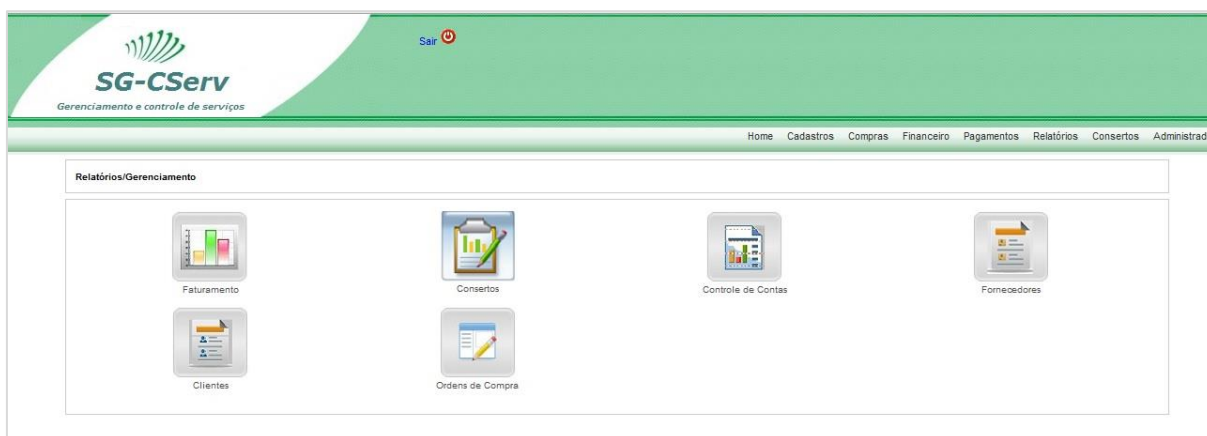 Sair
SG-CServ
Gerenciamento e controle de serviços
Home Cadastros Compras Financeiro Pagamentos Relatórios Consertos Administrad
Relatórios/Gerenciamento
Faturamento Consertos Controle de Contas Fornecedores
Clientes Ordens de Compra